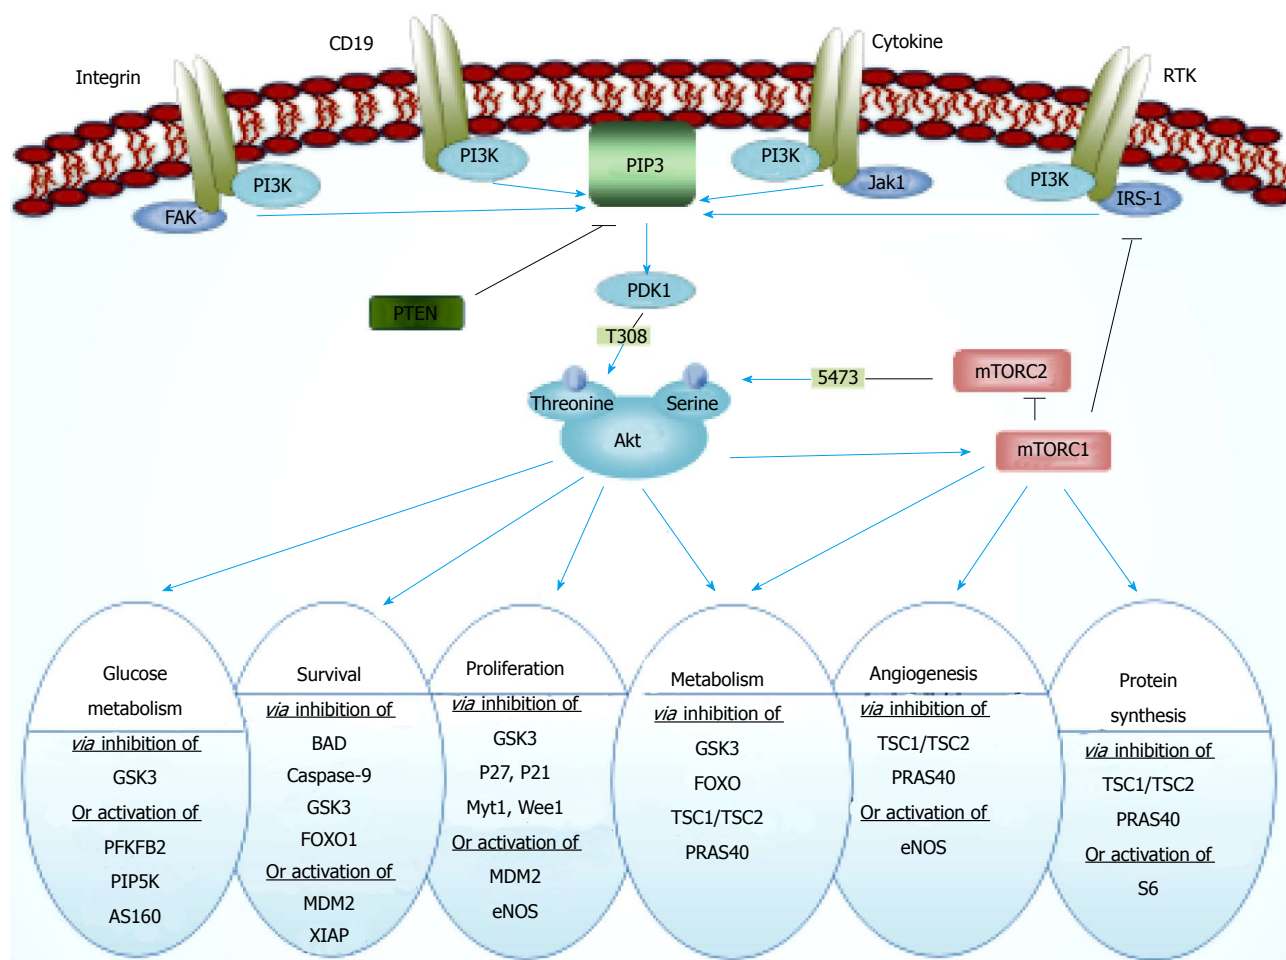 CD19
Cytokine
Integrin
RTK
PI3K
PIP3
PI3K
PI3K
Jak1
PI3K
FAK
IRS-1
PDK1
PTEN
T308
mTORC2
5473
Threonine
Serine
Akt
mTORC1
Glucose
metabolism
via inhibition of
GSK3
Or activation of
PFKFB2
PIP5K
AS160
Survival
via inhibition of
BAD
Caspase-9
GSK3
FOXO1
Or activation of
MDM2
XIAP
Proliferation
via inhibition of
GSK3
P27, P21
Myt1, Wee1
Or activation of
MDM2
eNOS
Metabolism
via inhibition of
GSK3
FOXO
TSC1/TSC2
PRAS40
Angiogenesis
via inhibition of
TSC1/TSC2
PRAS40
Or activation of
eNOS
Protein
synthesis
via inhibition of
TSC1/TSC2
PRAS40
Or activation of
S6